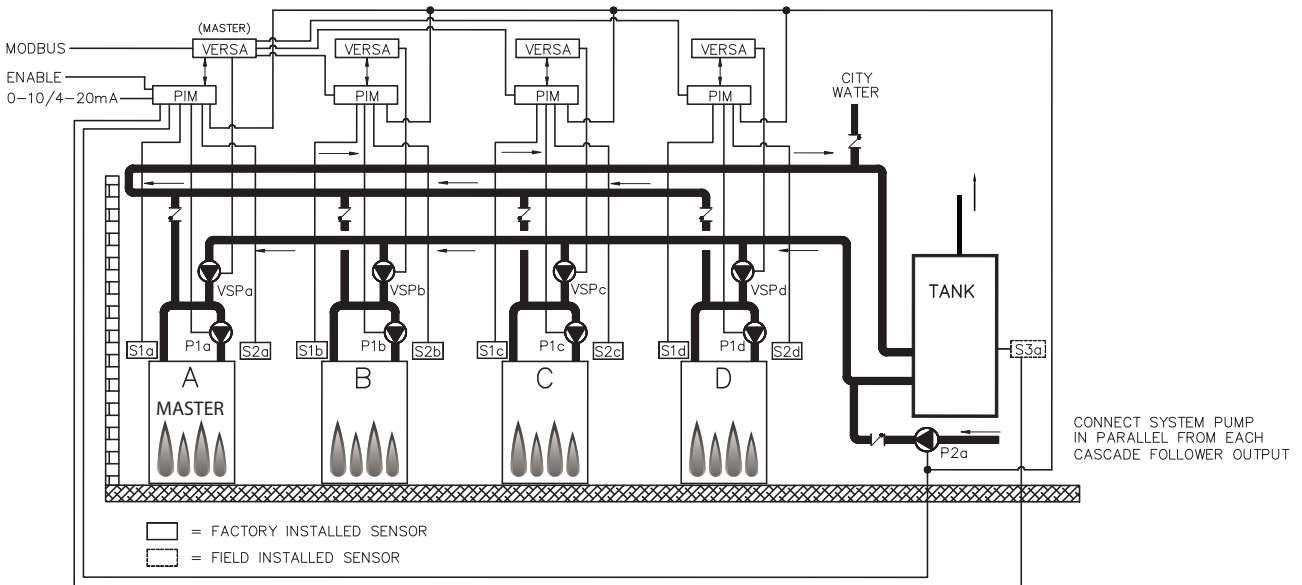 (MASTER)
MODBUS
VERSA
VERSA
VERSA
VERSA
ENABLE
0-10/4-20mA
PIM
PIM
PIM
PIM
CITY
WATER
VSPa
VSPb
VSPc
VSPd
TANK
S1a
P1a
S2a
S1b
P1b
S2b
S1c
P1c
S2c
S1d
P1d
S2d
S3a
A
MASTER
B
C
D
P2a
CONNECT SYSTEM PUMP
IN PARALLEL FROM EACH
CASCADE FOLLOWER OUTPUT
= FACTORY INSTALLED SENSOR
= FIELD INSTALLED SENSOR